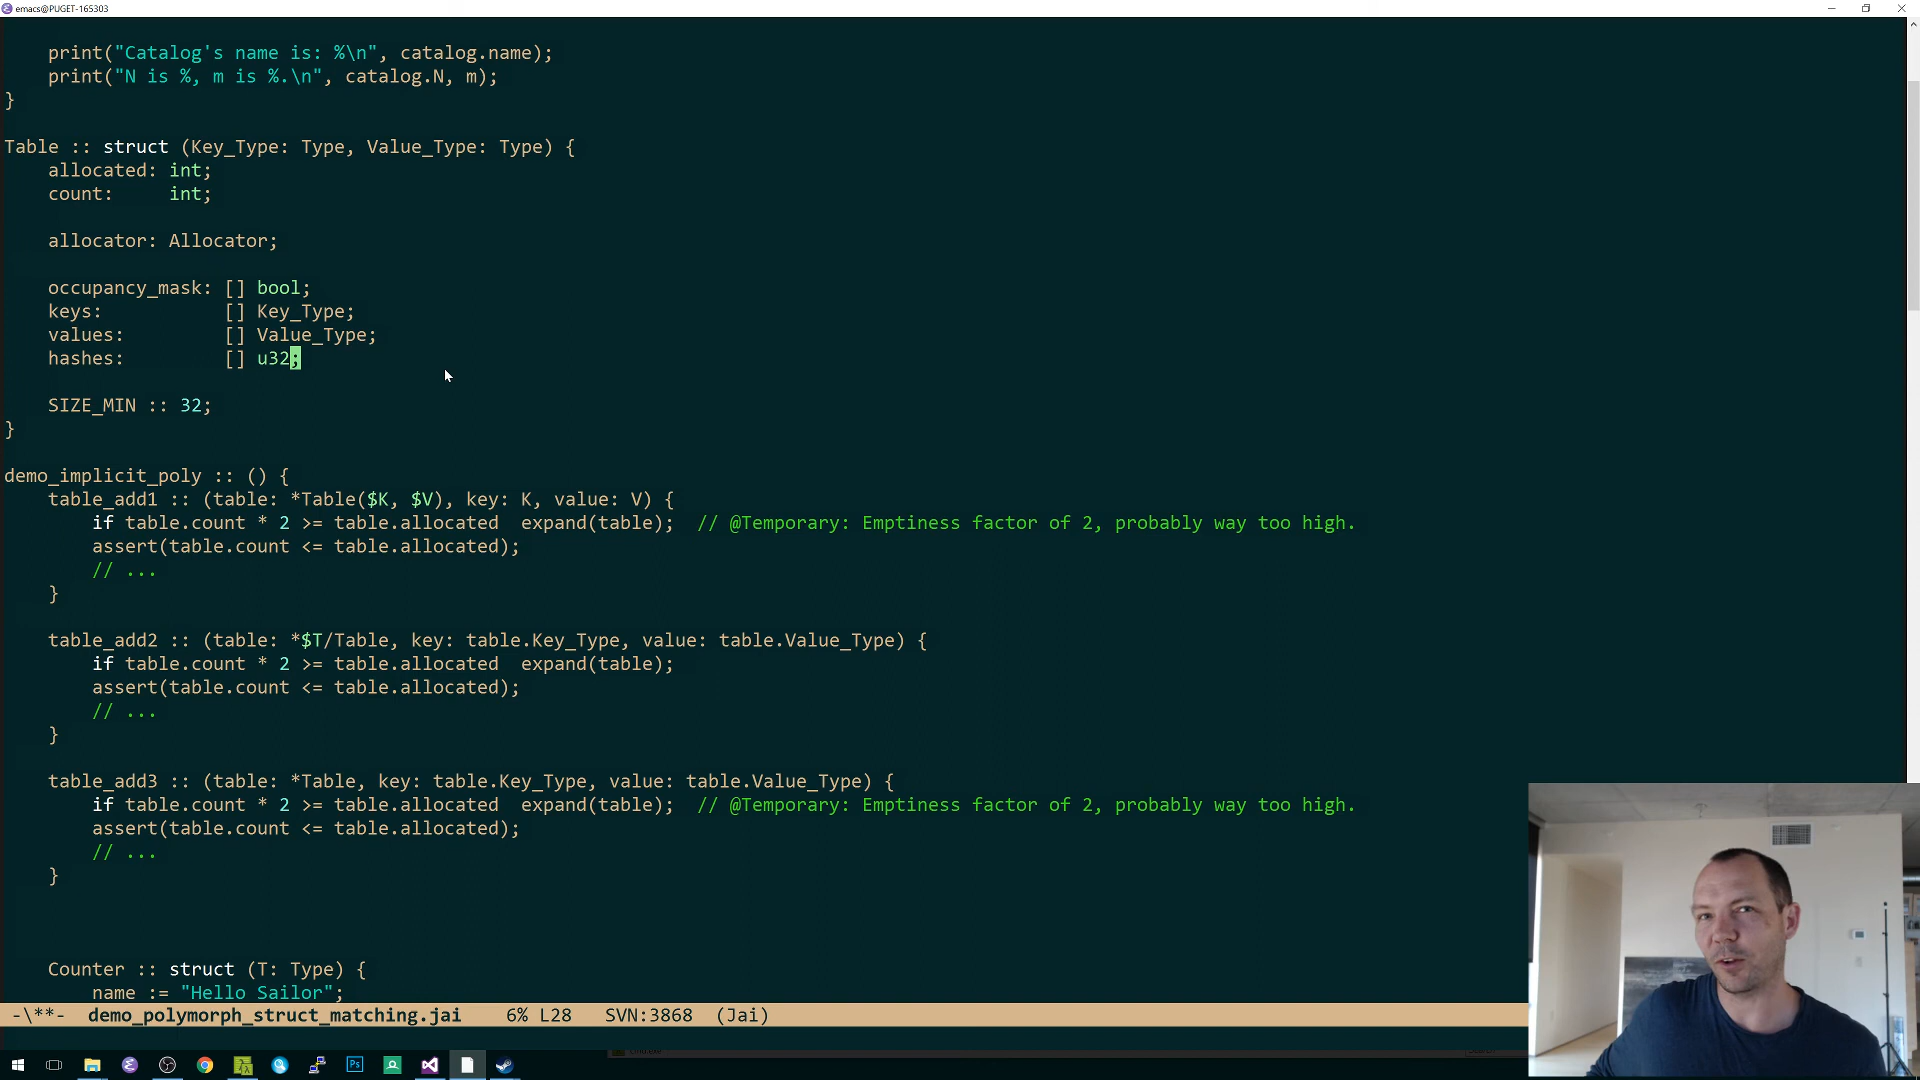 emacs@PUGET-165303
print("Catalog's name is: %\n", catalog.name);
print("N is %, m is %.\n", catalog.N, m);
}
Table :: struct (Key_Type: Type, Value_Type: Type) {
allocated: int;
count: int;
allocator: Allocator;
occupancy_mask: [] bool;
keys: [] Key_Type;
values: [] Value_Type;
hashes: [] u32;
SIZE_MIN :: 32;
}
demo_implicit_poly :: () {
table_add1 :: (table: *Table($K, $V), key: K, value: V) {
if table.count * 2 >= table.allocated expand(table); // @Temporary: Emptiness factor of 2, probably way too high.
assert(table.count <= table.allocated);
// ...
}
table_add2 :: (table: *$T/Table, key: table.Key_Type, value: table.Value_Type) {
if table.count * 2 >= table.allocated expand(table);
assert(table.count <= table.allocated);
// ...
}
table_add3 :: (table: *Table, key: table.Key_Type, value: table.Value_Type) {
if table.count * 2 >= table.allocated expand(table); // @Temporary: Emptiness factor of 2, probably way too high.
assert(table.count <= table.allocated);
// ...
}
Counter :: struct (T: Type) {
name := "Hello Sailor";
-\**- demo_polymorph_struct_matching.jai 6% L28 SVN:3868 (Jai)